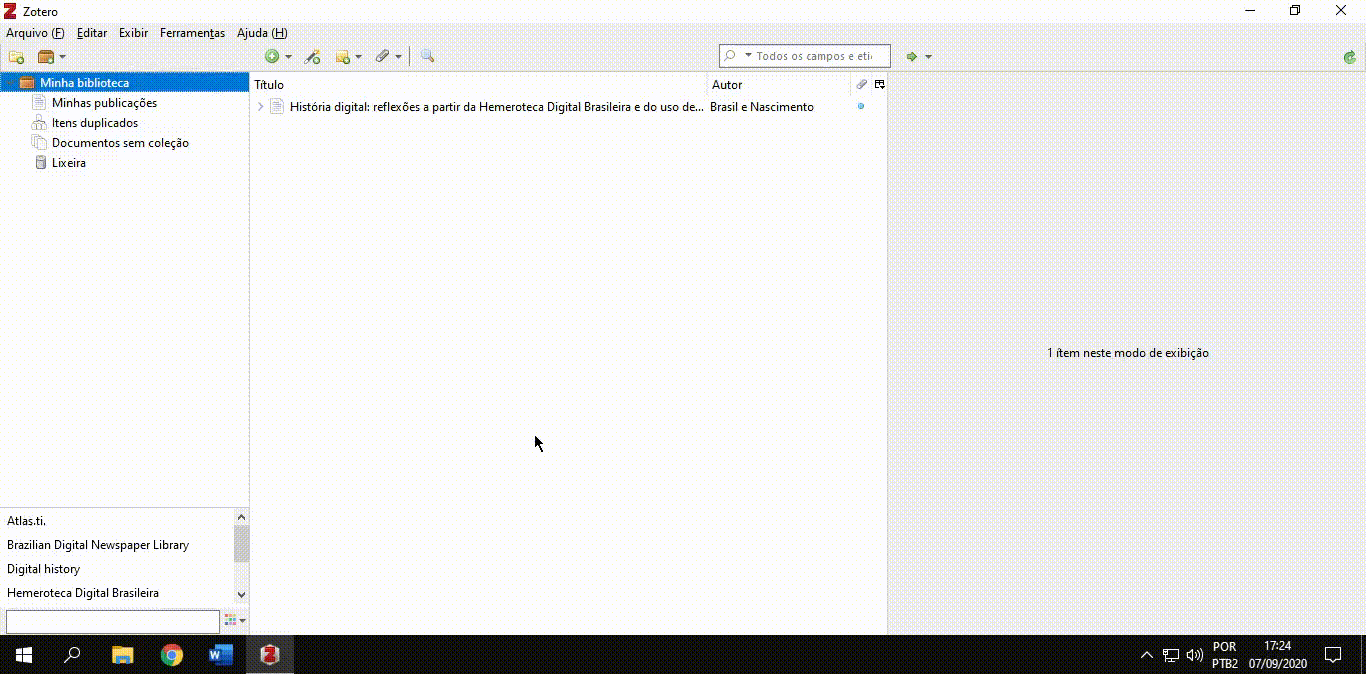 Zotero
Arquivo (F) Editar Exibir Ferramentas Ajuda (H)
Todos os campos e eti
Minha biblioteca
Minhas publicações
Itens duplicados
Documentos sem coleção
Lixeira
Título Autor
História digital: reflexões a partir da Hemeroteca Digital Brasileira e do uso de... Brasil e Nascimento
1 ítem neste modo de exibição
Atlas.ti.
Brazilian Digital Newspaper Library
Digital history
Hemeroteca Digital Brasileira
POR 17:24
PTB2 07/09/2020